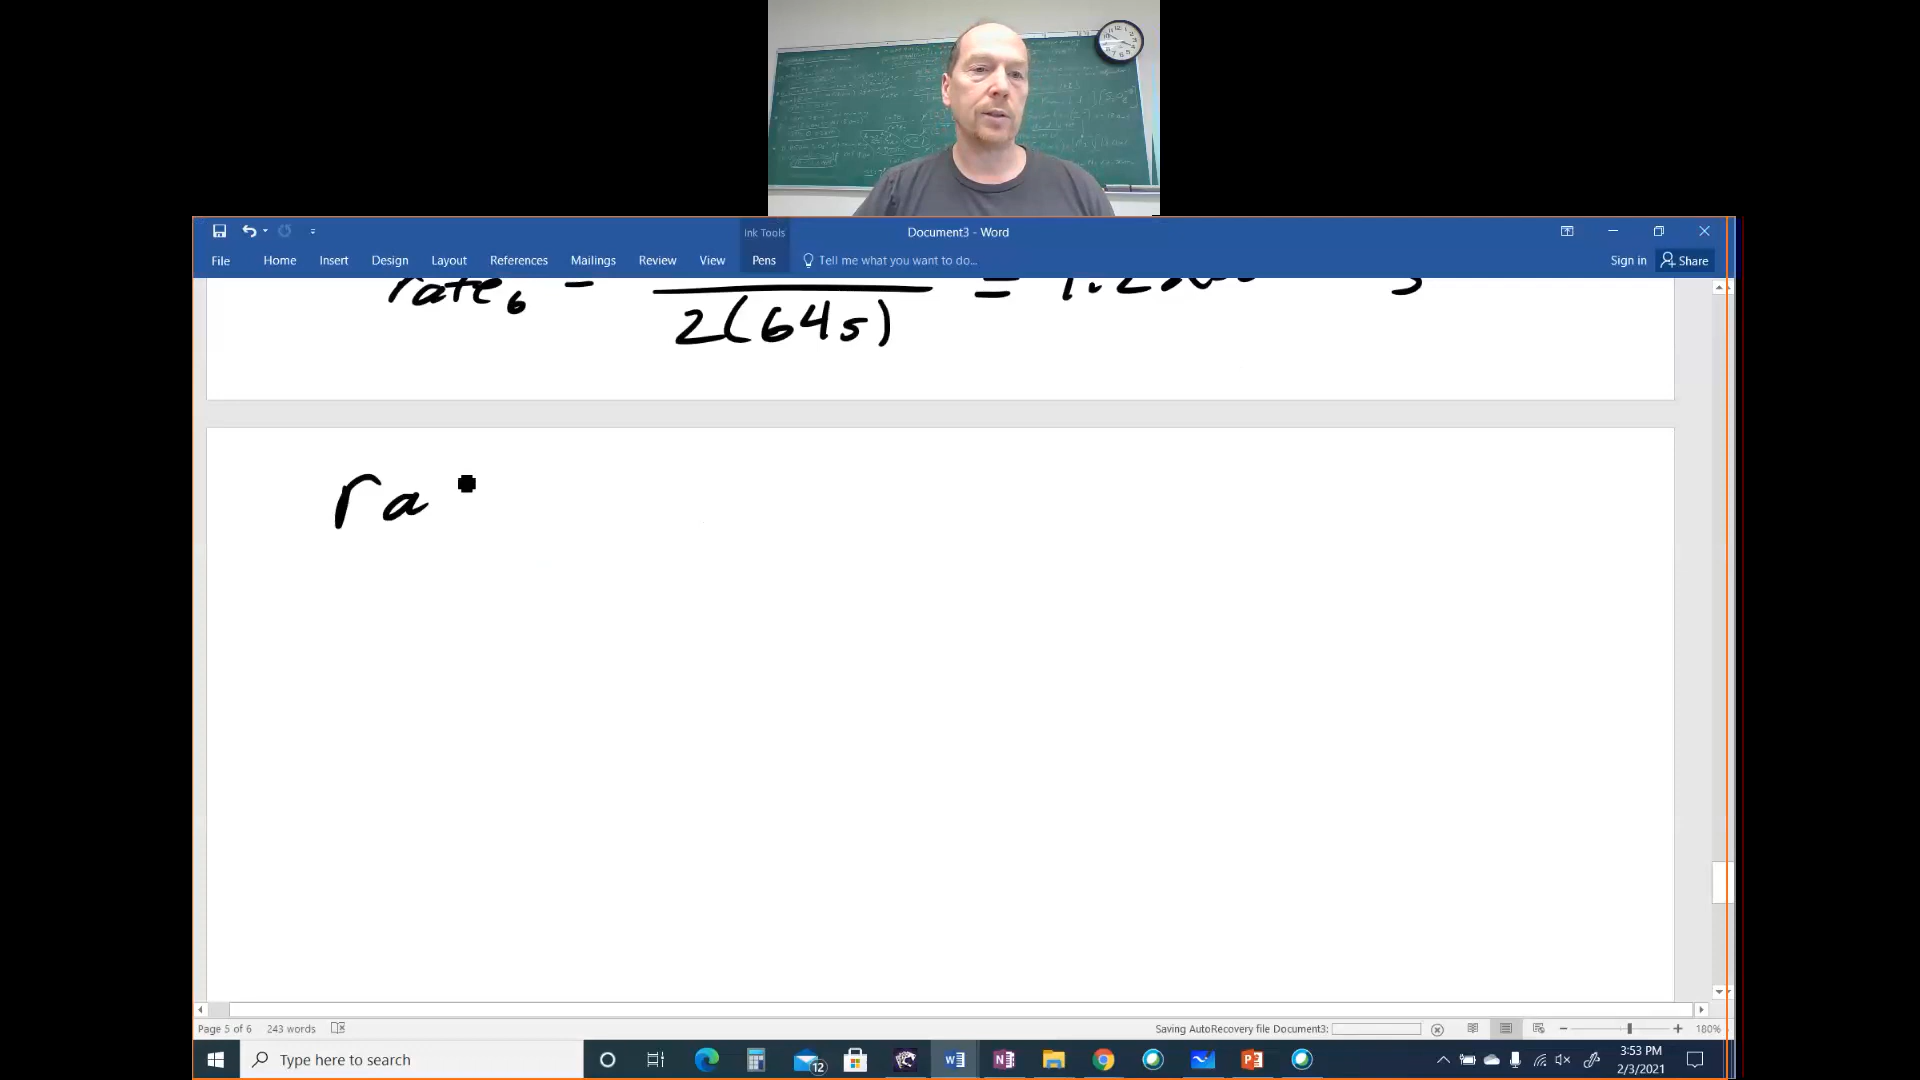 Ink Tools
Document3 - Word
File Home Insert Design Layout References Mailings Review View Pens Tell me what you want to do... Sign in Share
rate6 =
2(64s)
ra
Page 5 of 6 243 words
Saving AutoRecovery file Document3:
180%
Type here to search
12
3:53 PM
2/3/2021